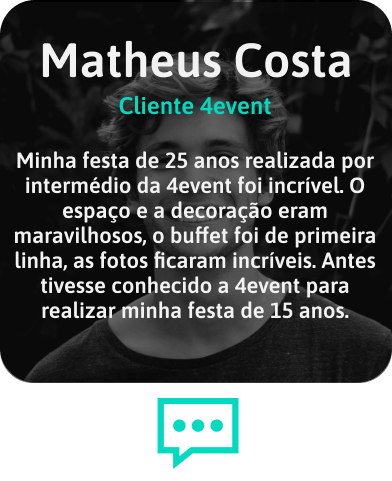 Matheus Costa
Cliente 4event
Minha festa de 25 anos realizada por
intermédio da 4event foi incrível. O
espaço e a decoração eram
maravilhosos, o buffet foi de primeira
linha, as fotos ficaram incríveis. Antes
tivesse conhecido a 4event para
realizar minha festa de 15 anos.